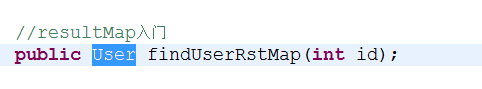 //resultMap入门
public User findUserRstMap(int id);